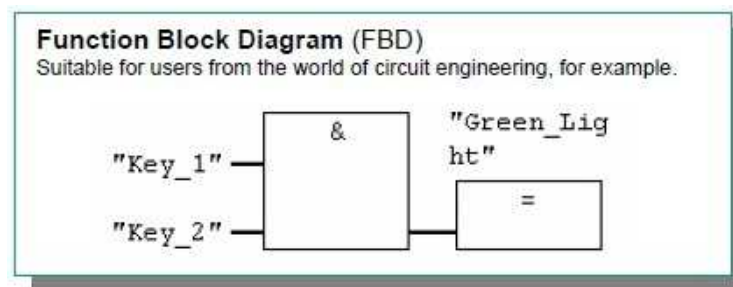 Function Block Diagram (FBD)
Suitable for users from the world of circuit engineering, for example.
&
"Green_Lig
ht"
"Key_1"
=
"Key_2"